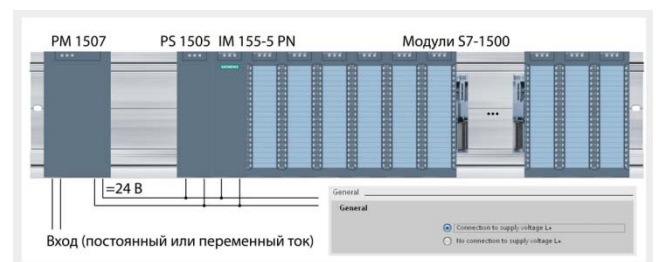 PM 1507 PS 1505 IM 155-5 PN Модули S7-1500
SIEMENS
...
=24 В
Вход (постоянный или переменный ток)
General
General
Connection to supply voltage L+
No connection to supply voltage L+